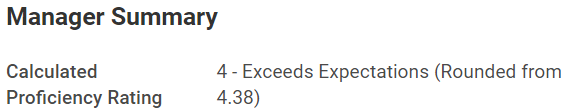 Manager Summary
Calculated 4 - Exceeds Expectations (Rounded from
Proficiency Rating 4.38)